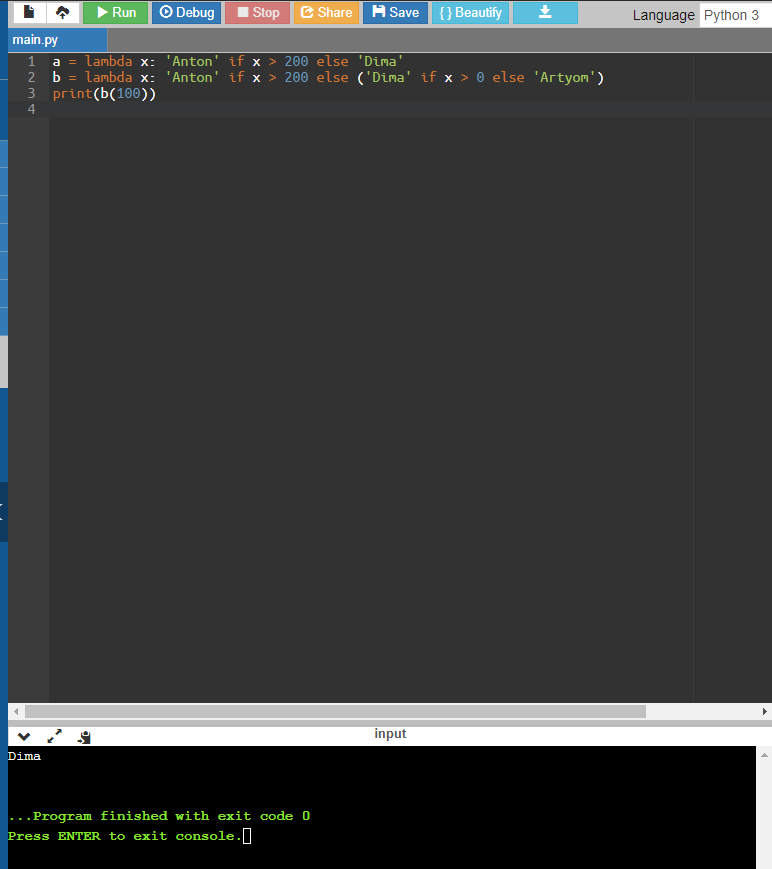 Run Debug Stop Share Save { } Beautify Language Python 3
main.py
1 a = lambda x: 'Anton' if x > 200 else 'Dima'
2 b = lambda x: 'Anton' if x > 200 else ('Dima' if x > 0 else 'Artyom')
3 print(b(100))
4
input
Dima
...Program finished with exit code 0
Press ENTER to exit console.